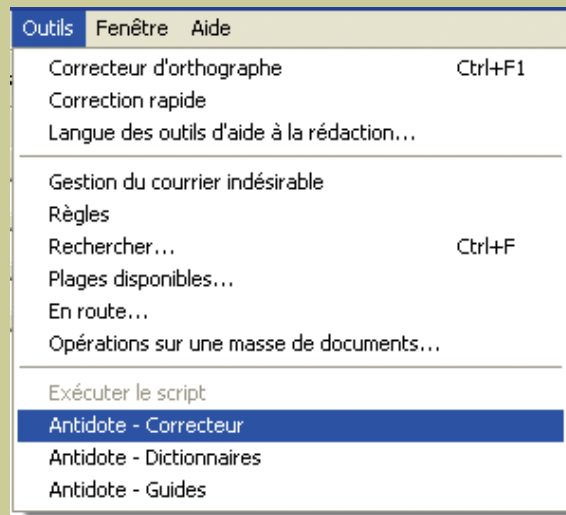 Outils Fenêtre Aide
Correcteur d'orthographe Ctrl+F1
Correction rapide
Langue des outils d'aide à la rédaction...
Gestion du courrier indésirable
Règles
Rechercher... Ctrl+F
Plages disponibles...
En route...
Opérations sur une masse de documents...
Exécuter le script
Antidote - Correcteur
Antidote - Dictionnaires
Antidote - Guides